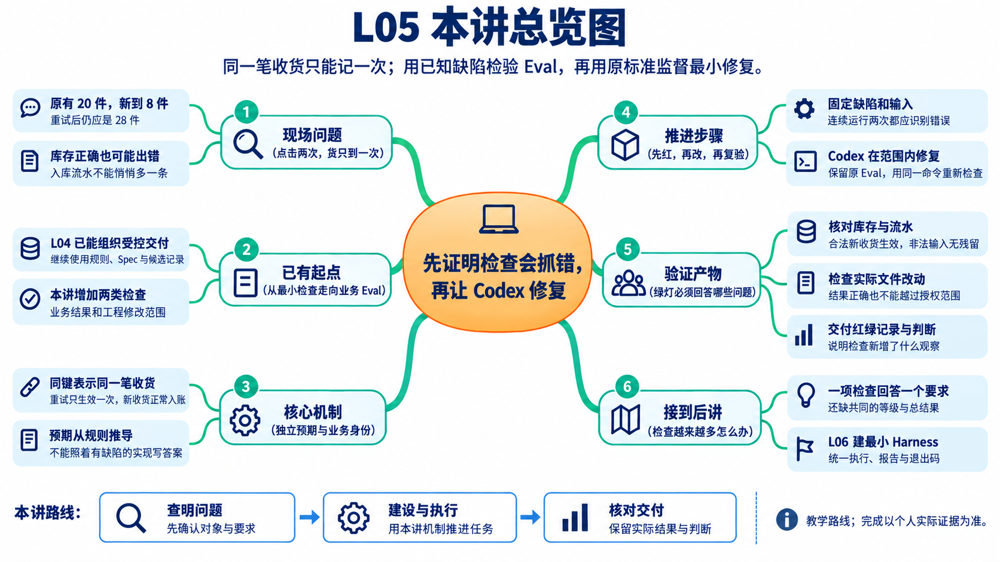 L05 本讲总览图
同一笔收货只能记一次；用已知缺陷检验 Eval，再用原标准监督最小修复。
1
现场问题
（点击两次，货只到一次）
原有 20 件，新到 8 件
重试后仍应是 28 件
库存正确也可能出错
入库流水不能悄悄多一条
2
已有起点
（从最小检查走向业务 Eval）
L04 已能组织受控交付
继续使用规则、Spec 与候选记录
本讲增加两类检查
业务结果和工程修改范围
3
核心机制
（独立预期与业务身份）
同键表示同一笔收货
重试只生效一次，新收货正常入账
预期从规则推导
不能照着有缺陷的实现写答案
先证明检查会抓错，
再让 Codex 修复
4
推进步骤
（先红，再改，再复验）
固定缺陷和输入
连续运行两次都应识别错误
Codex 在范围内修复
保留原 Eval，用同一命令重新检查
5
验证产物
（绿灯必须回答哪些问题）
核对库存与流水
合法新收货生效，非法输入无残留
检查实际文件改动
结果正确也不能越过授权范围
交付红绿记录与判断
说明检查新增了什么观察
6
接到后讲
（检查越来越多怎么办）
一项检查回答一个要求
还缺共同的等级与总结果
L06 建最小 Harness
统一执行、报告与退出码
本讲路线：
查明问题
先确认对象与要求
建设与执行
用本讲机制推进任务
核对交付
保留实际结果与判断
教学路线；完成以个人实际证据为准。